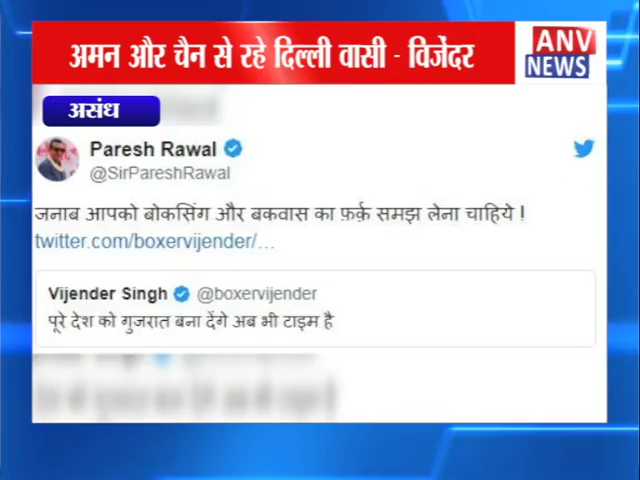 अमन और चैन से रहे दिल्ली वासी - विजेंदर
ANV
NEWS
असंध
Paresh Rawal
@SirPareshRawal
जनाब आपको बोकसिंग और बकवास का फ़र्क़ समझ लेना चाहिये !
twitter.com/boxervijender/...
Vijender Singh @boxervijender
पूरे देश को गुजरात बना देंगे अब भी टाइम है